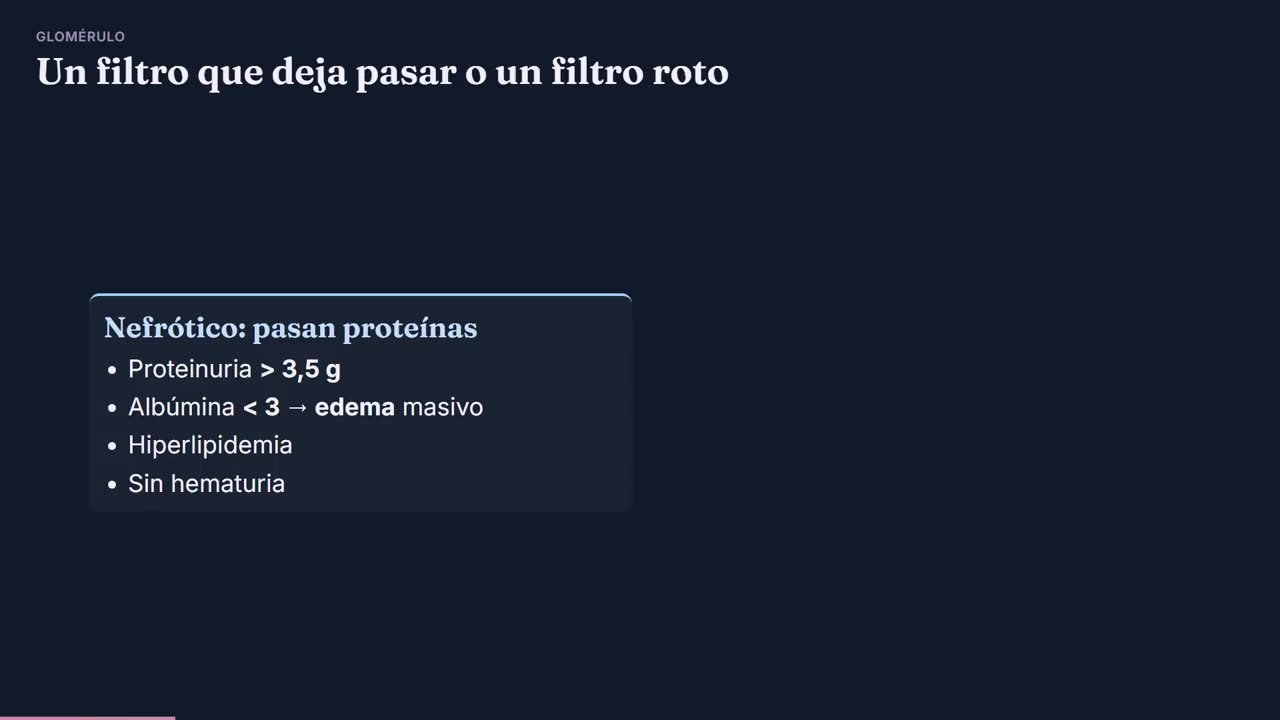 GLOMÉRULO
Un filtro que deja pasar o un filtro roto
Nefrótico: pasan proteínas
• Proteinuria > 3,5 g
• Albúmina < 3 → edema masivo
• Hiperlipidemia
• Sin hematuria